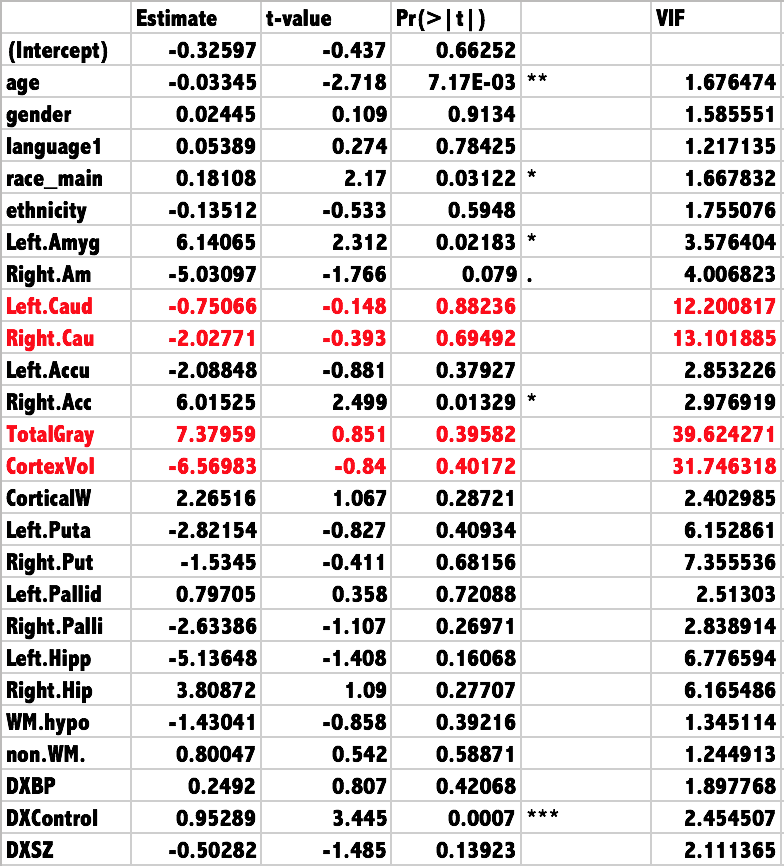 Estimate t-value Pr(>|t|) VIF
(Intercept) -0.32597 -0.437 0.66252
age -0.03345 -2.718 7.17E-03 ** 1.676474
gender 0.02445 0.109 0.9134 1.585551
language1 0.05389 0.274 0.78425 1.217135
race_main 0.18108 2.17 0.03122 * 1.667832
ethnicity -0.13512 -0.533 0.5948 1.755076
Left.Amyg 6.14065 2.312 0.02183 * 3.576404
Right.Am -5.03097 -1.766 0.079 . 4.006823
Left.Caud -0.75066 -0.148 0.88236 12.200817
Right.Cau -2.02771 -0.393 0.69492 13.101885
Left.Accu -2.08848 -0.881 0.37927 2.853226
Right.Acc 6.01525 2.499 0.01329 * 2.976919
TotalGray 7.37959 0.851 0.39582 39.624271
CortexVol -6.56983 -0.84 0.40172 31.746318
CorticalW 2.26516 1.067 0.28721 2.402985
Left.Puta -2.82154 -0.827 0.40934 6.152861
Right.Put -1.5345 -0.411 0.68156 7.355536
Left.Pallid 0.79705 0.358 0.72088 2.51303
Right.Palli -2.63386 -1.107 0.26971 2.838914
Left.Hipp -5.13648 -1.408 0.16068 6.776594
Right.Hip 3.80872 1.09 0.27707 6.165486
WM.hypo -1.43041 -0.858 0.39216 1.345114
non.WM. 0.80047 0.542 0.58871 1.244913
DXBP 0.2492 0.807 0.42068 1.897768
DXControl 0.95289 3.445 0.0007 *** 2.454507
DXSZ -0.50282 -1.485 0.13923 2.111365